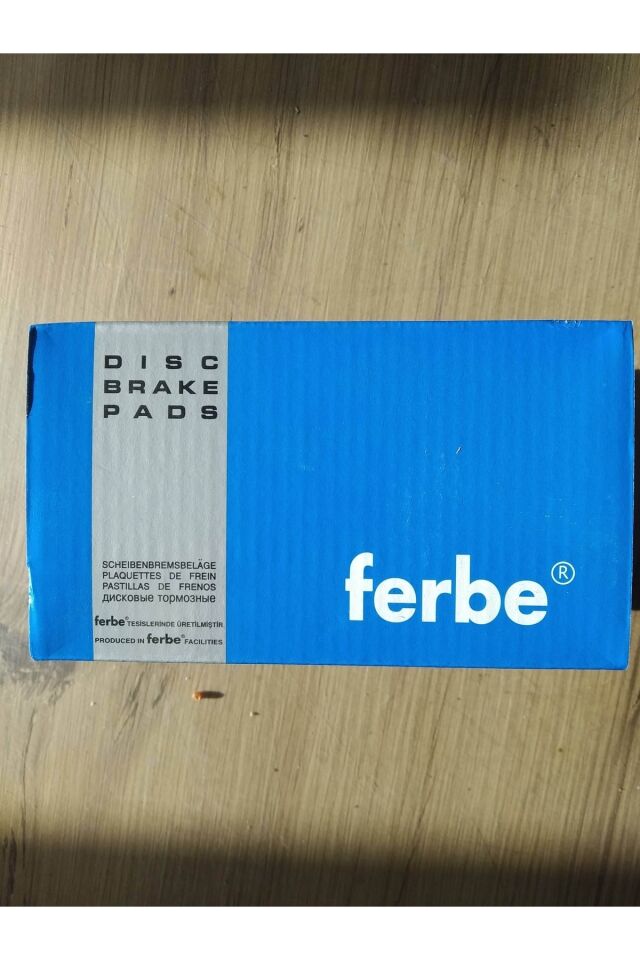 DISC
BRAKE
PADS
SCHEIBENBREMSBELÄGE
PLAQUETTES DE FREIN
PASTILLAS DE FRENOS
дисковые тормозные
ferbe® TESİSLERİNDE ÜRETİLMİŞTİR
PRODUCED IN ferbe® FACILITIES
ferbe®